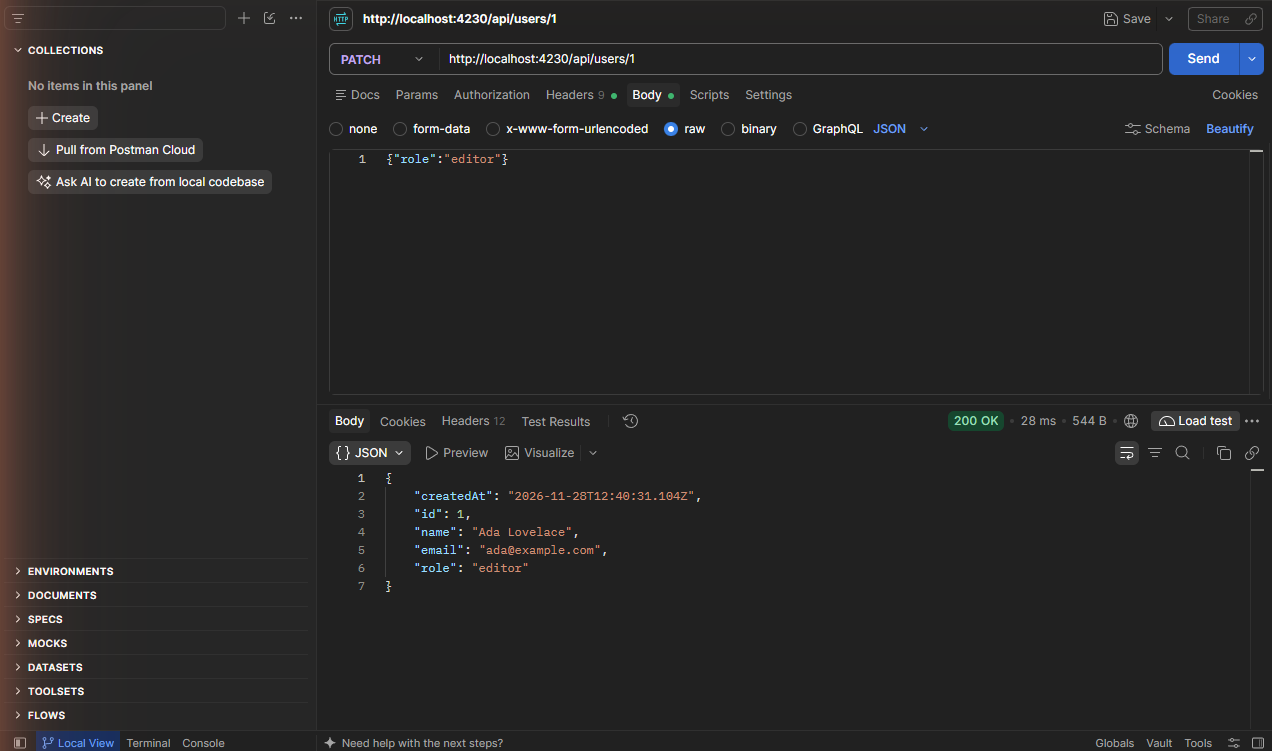 COLLECTIONS
No items in this panel
Create
Pull from Postman Cloud
Ask AI to create from local codebase
ENVIRONMENTS
DOCUMENTS
SPECS
MOCKS
DATASETS
TOOLSETS
FLOWS
HTTP http://localhost:4230/api/users/1 Save Share
PATCH http://localhost:4230/api/users/1 Send
Docs Params Authorization Headers 9 Body Scripts Settings Cookies
none form-data x-www-form-urlencoded raw binary GraphQL JSON Schema Beautify
1 {"role":"editor"}
Body Cookies Headers 12 Test Results 200 OK 28 ms 544 B Load test
{} JSON Preview Visualize
1 {
2 "createdAt": "2026-11-28T12:40:31.104Z",
3 "id": 1,
4 "name": "Ada Lovelace",
5 "email": "ada@example.com",
6 "role": "editor"
7 }
Local View Terminal Console Need help with the next steps? Globals Vault Tools